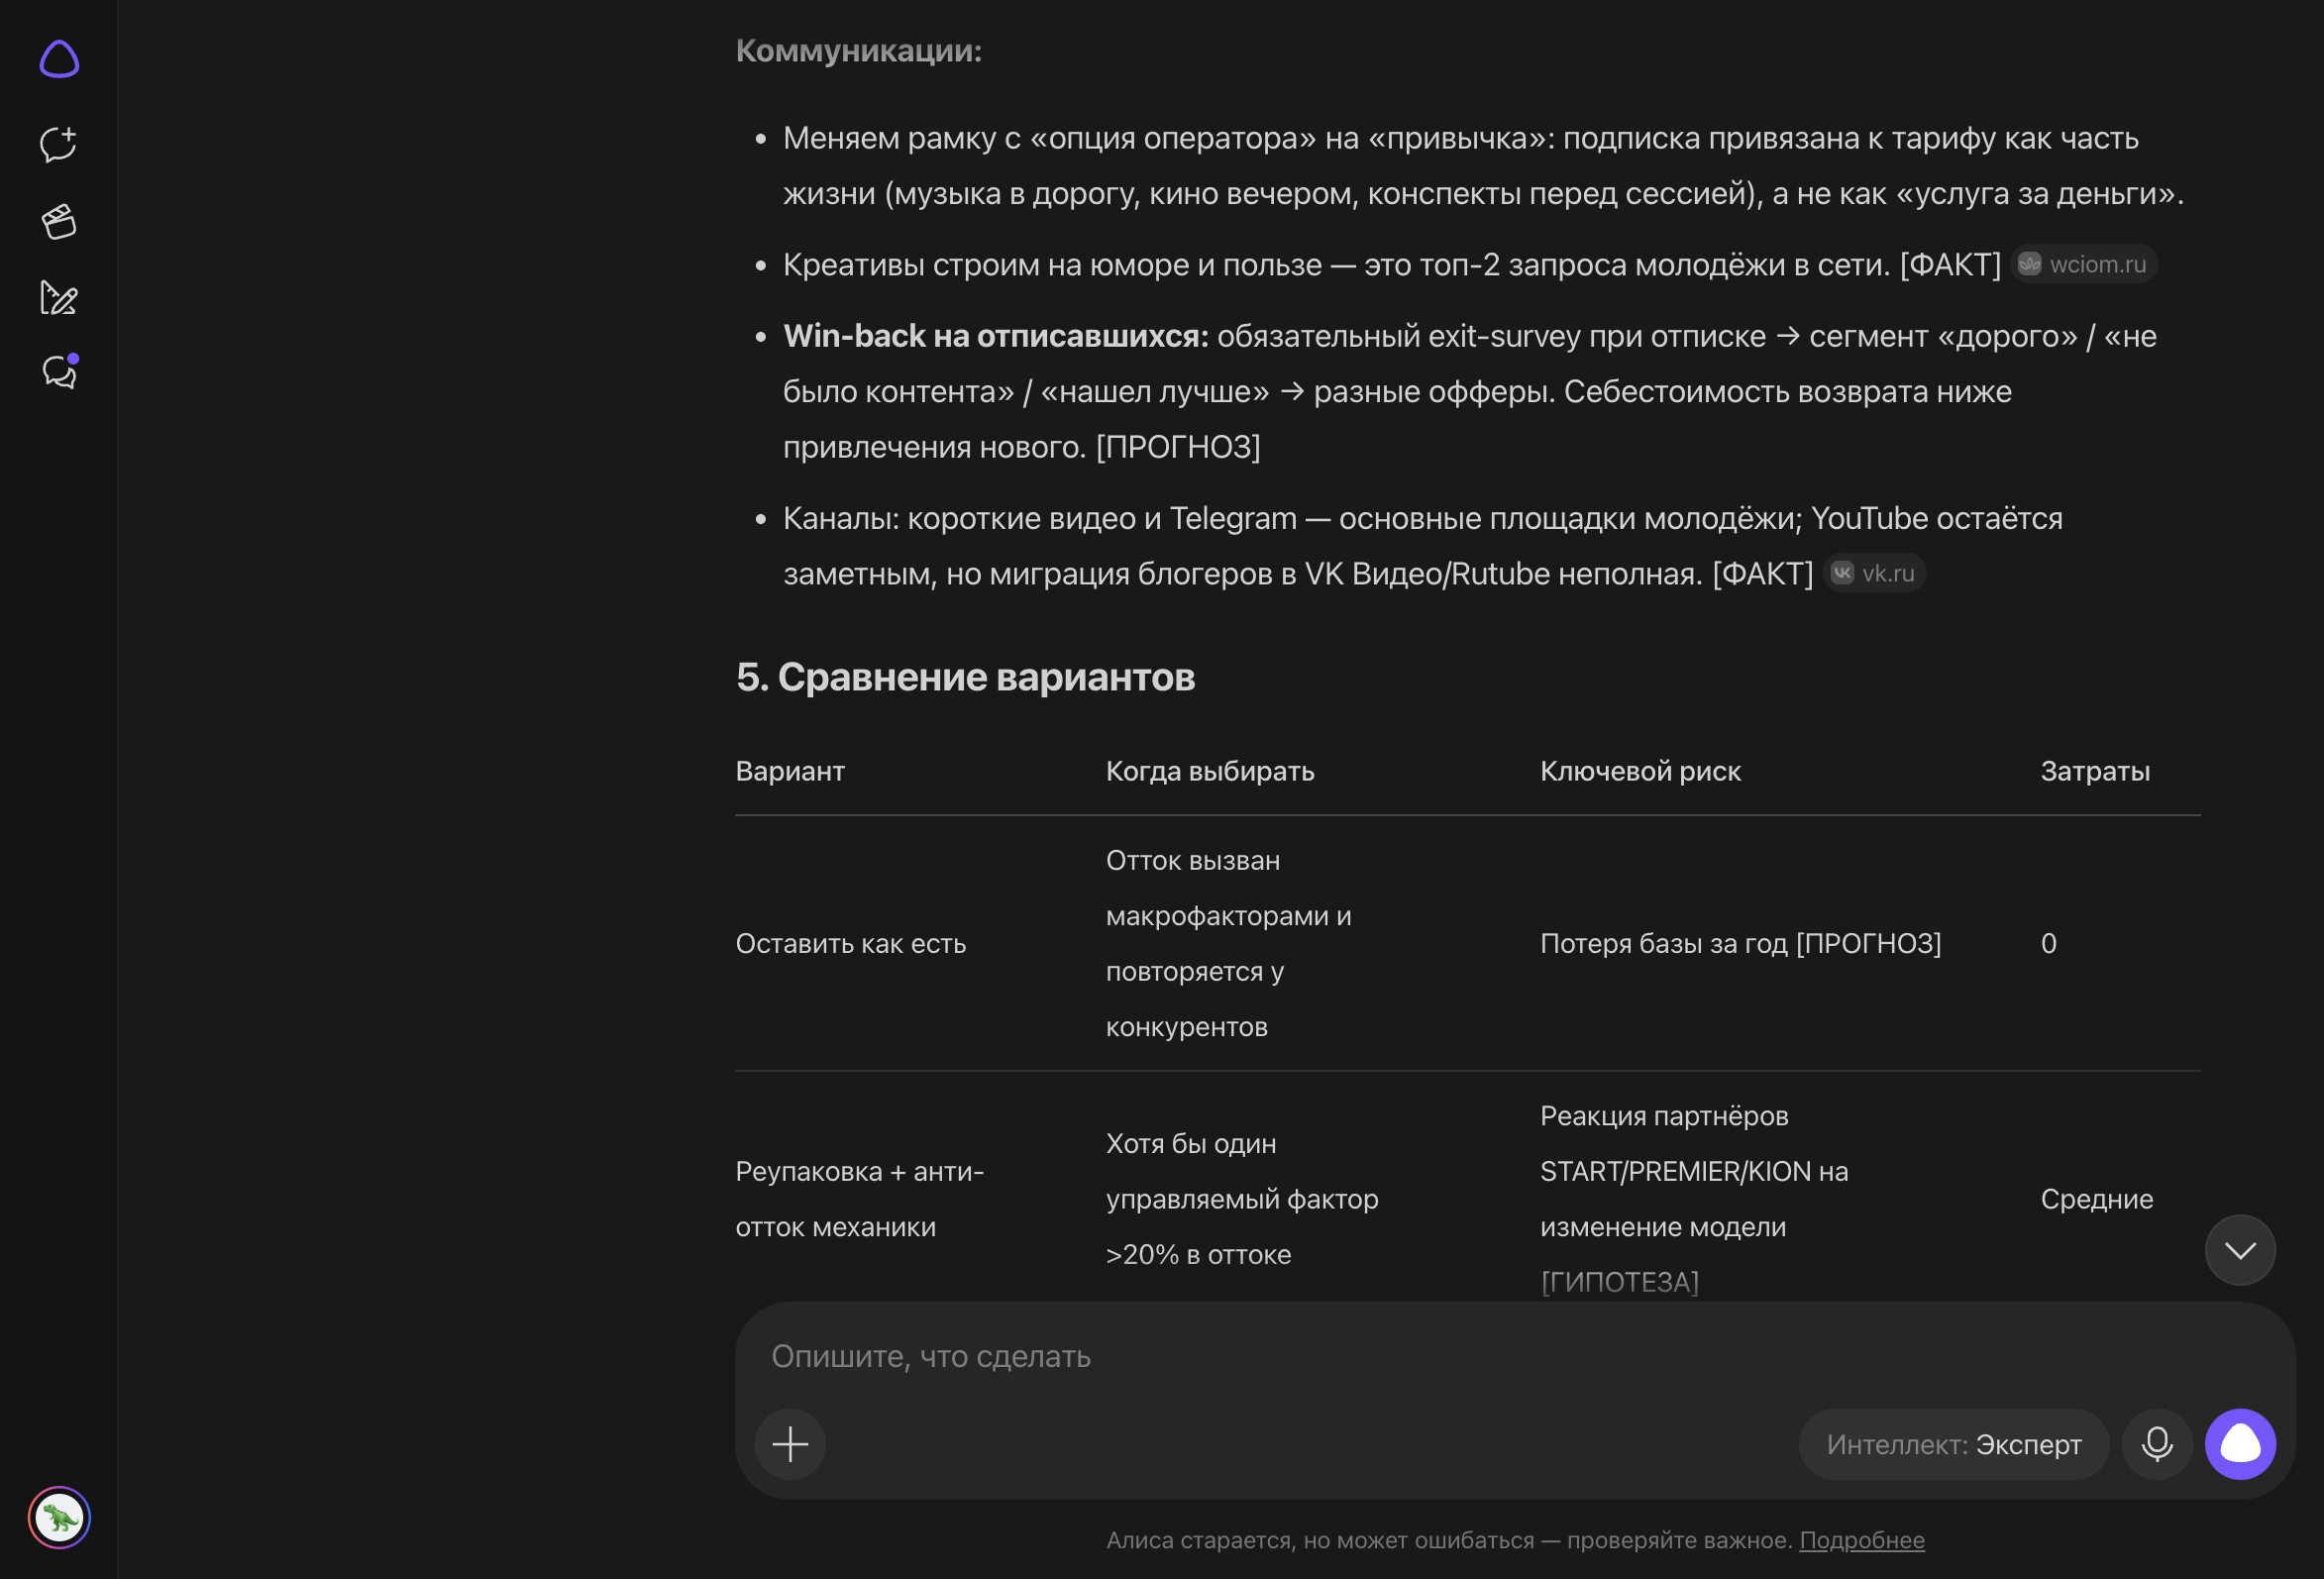 Коммуникации:
• Меняем рамку с «опция оператора» на «привычка»: подписка привязана к тарифу как часть
жизни (музыка в дорогу, кино вечером, конспекты перед сессией), а не как «услуга за деньги».
• Креативы строим на юморе и пользе — это топ-2 запроса молодёжи в сети. [ФАКТ] wciom.ru
• Win-back на отписавшихся: обязательный exit-survey при отписке → сегмент «дорого» / «не
было контента» / «нашел лучше» → разные офферы. Себестоимость возврата ниже
привлечения нового. [ПРОГНОЗ]
• Каналы: короткие видео и Telegram — основные площадки молодёжи; YouTube остаётся
заметным, но миграция блогеров в VK Видео/Rutube неполная. [ФАКТ] vk.ru
5. Сравнение вариантов
Вариант Когда выбирать Ключевой риск Затраты
Оставить как есть
Отток вызван
макрофакторами и
повторяется у
конкурентов
Потеря базы за год [ПРОГНОЗ]
0
Реупаковка + анти-
отток механики
Хотя бы один
управляемый фактор
>20% в оттоке
Реакция партнёров
START/PREMIER/KION на
изменение модели
[ГИПОТЕЗА]
Средние
Опишите, что сделать
Интеллект: Эксперт
Алиса старается, но может ошибаться — проверяйте важное. Подробнее